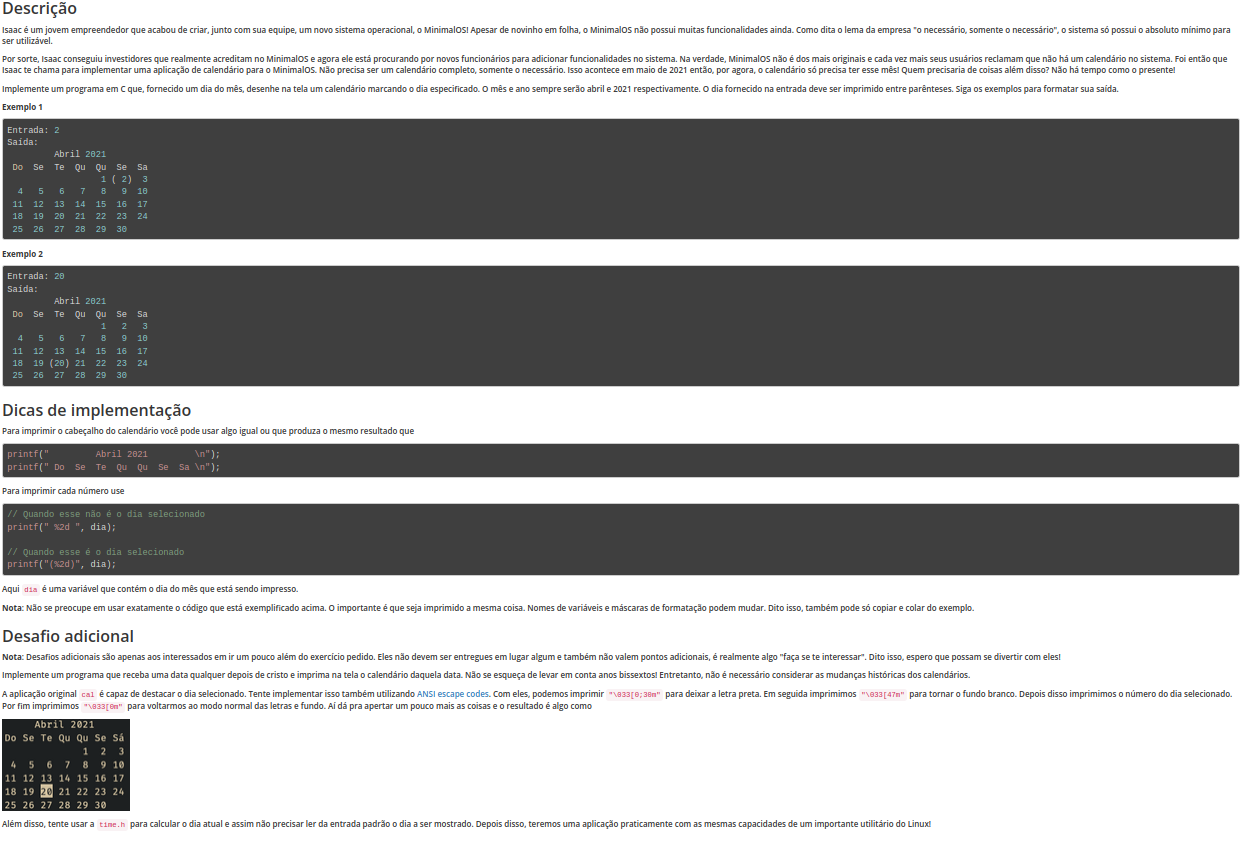 Descrição
Isaac é um jovem empreendedor que acabou de criar, junto com sua equipe, um novo sistema operacional, o MinimalOS! Apesar de novinho em folha, o MinimalOS não possui muitas funcionalidades ainda. Como dita o lema da empresa "o necessário, somente o necessário", o sistema só possui o absoluto mínimo para
ser utilizável.
Por sorte, Isaac conseguiu investidores que realmente acreditam no MinimalOS e agora ele está procurando por novos funcionários para adicionar funcionalidades no sistema. Na verdade, MinimalOS não é dos mais originais e cada vez mais seus usuários reclamam que não há um calendário no sistema. Foi então que
Isaac te chama para implementar uma aplicação de calendário para o MinimalOS. Não precisa ser um calendário completo, somente o necessário. Isso acontece em maio de 2021 então, por agora, o calendário só precisa ter esse mês! Quem precisaria de coisas além disso? Não há tempo como o presente!
Implemente um programa em C que, fornecido um dia do mês, desenhe na tela um calendário marcando o dia especificado. O mês e ano sempre serão abril e 2021 respectivamente. O dia fornecido na entrada deve ser imprimido entre parênteses. Siga os exemplos para formatar sua saída.
Exemplo 1
Entrada: 2
Saída:
         Abril 2021
 Do  Se  Te  Qu  Qu  Se  Sa
                  1 ( 2)  3
  4   5   6   7   8   9  10
 11  12  13  14  15  16  17
 18  19  20  21  22  23  24
 25  26  27  28  29  30
Exemplo 2
Entrada: 20
Saída:
         Abril 2021
 Do  Se  Te  Qu  Qu  Se  Sa
                  1   2   3
  4   5   6   7   8   9  10
 11  12  13  14  15  16  17
 18  19 (20) 21  22  23  24
 25  26  27  28  29  30
Dicas de implementação
Para imprimir o cabeçalho do calendário você pode usar algo igual ou que produza o mesmo resultado que
printf("         Abril 2021         \n");
printf(" Do  Se  Te  Qu  Qu  Se  Sa \n");
Para imprimir cada número use
// Quando esse não é o dia selecionado
printf(" %2d ", dia);
// Quando esse é o dia selecionado
printf("(%2d)", dia);
Aqui dia é uma variável que contém o dia do mês que está sendo impresso.
Nota: Não se preocupe em usar exatamente o código que está exemplificado acima. O importante é que seja imprimido a mesma coisa. Nomes de variáveis e máscaras de formatação podem mudar. Dito isso, também pode só copiar e colar do exemplo.
Desafio adicional
Nota: Desafios adicionais são apenas aos interessados em ir um pouco além do exercício pedido. Eles não devem ser entregues em lugar algum e também não valem pontos adicionais, é realmente algo "faça se te interessar". Dito isso, espero que possam se divertir com eles!
Implemente um programa que receba uma data qualquer depois de cristo e imprima na tela o calendário daquela data. Não se esqueça de levar em conta anos bissextos! Entretanto, não é necessário considerar as mudanças históricas dos calendários.
A aplicação original cal é capaz de destacar o dia selecionado. Tente implementar isso também utilizando ANSI escape codes. Com eles, podemos imprimir "\033[0;30m" para deixar a letra preta. Em seguida imprimimos "\033[47m" para tornar o fundo branco. Depois disso imprimimos o número do dia selecionado.
Por fim imprimimos "\033[0m" para voltarmos ao modo normal das letras e fundo. Aí dá pra apertar um pouco mais as coisas e o resultado é algo como
Abril 2021
Do Se Te Qu Qu Se Sá
1 2 3
4 5 6 7 8 9 10
11 12 13 14 15 16 17
18 19 20 21 22 23 24
25 26 27 28 29 30
Além disso, tente usar a time.h para calcular o dia atual e assim não precisar ler da entrada padrão o dia a ser mostrado. Depois disso, teremos uma aplicação praticamente com as mesmas capacidades de um importante utilitário do Linux!